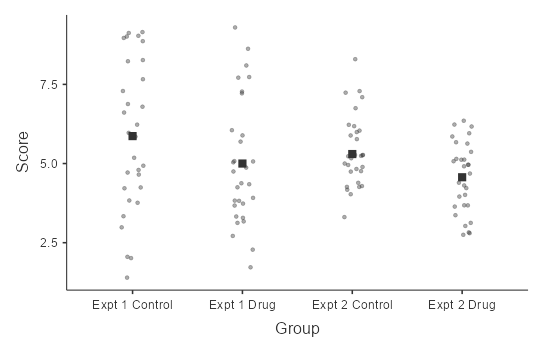 Score
7.5
5.0
2.5
Expt 1 Control Expt 1 Drug Expt 2 Control Expt 2 Drug
Group